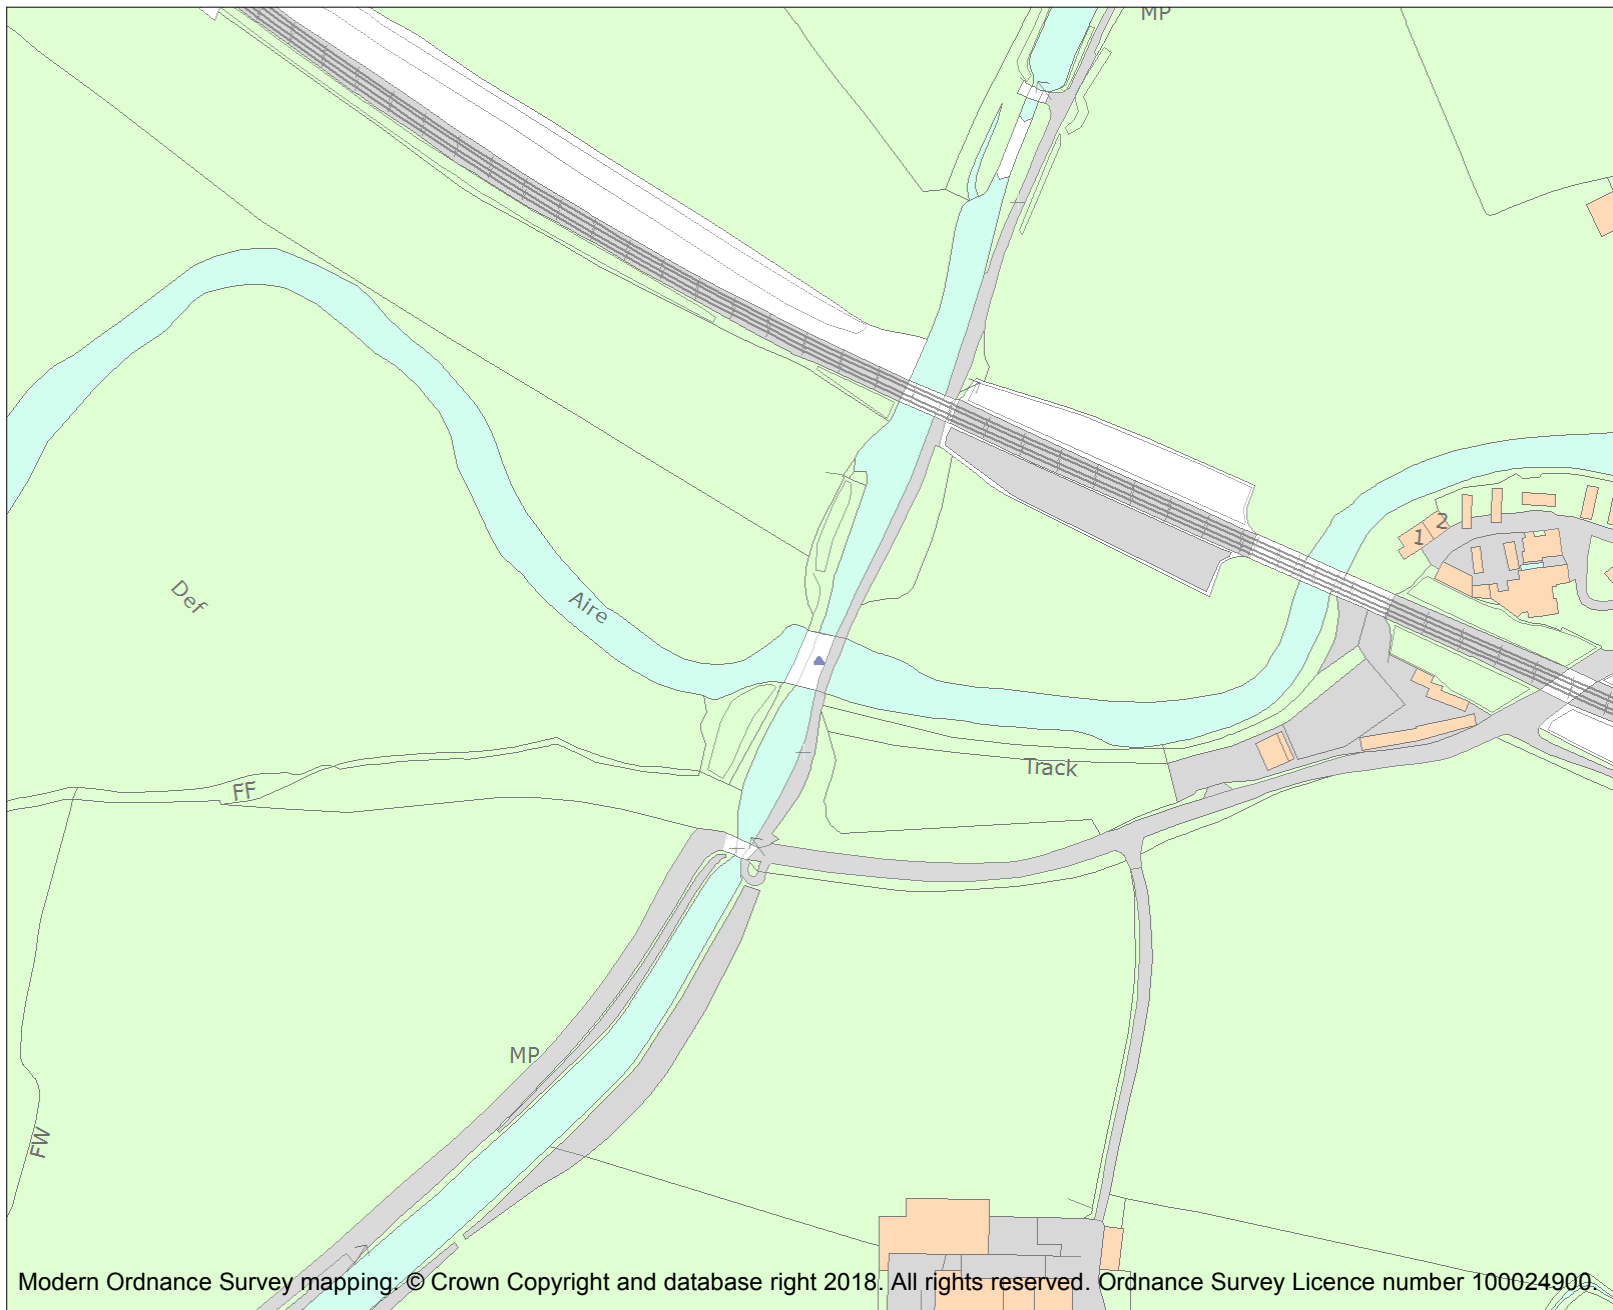 MP
2
1
Def
Aire
Track
FF
MP
FW
Modern Ordnance Survey mapping: © Crown Copyright and database right 2018. All rights reserved. Ordnance Survey Licence number 100024900.